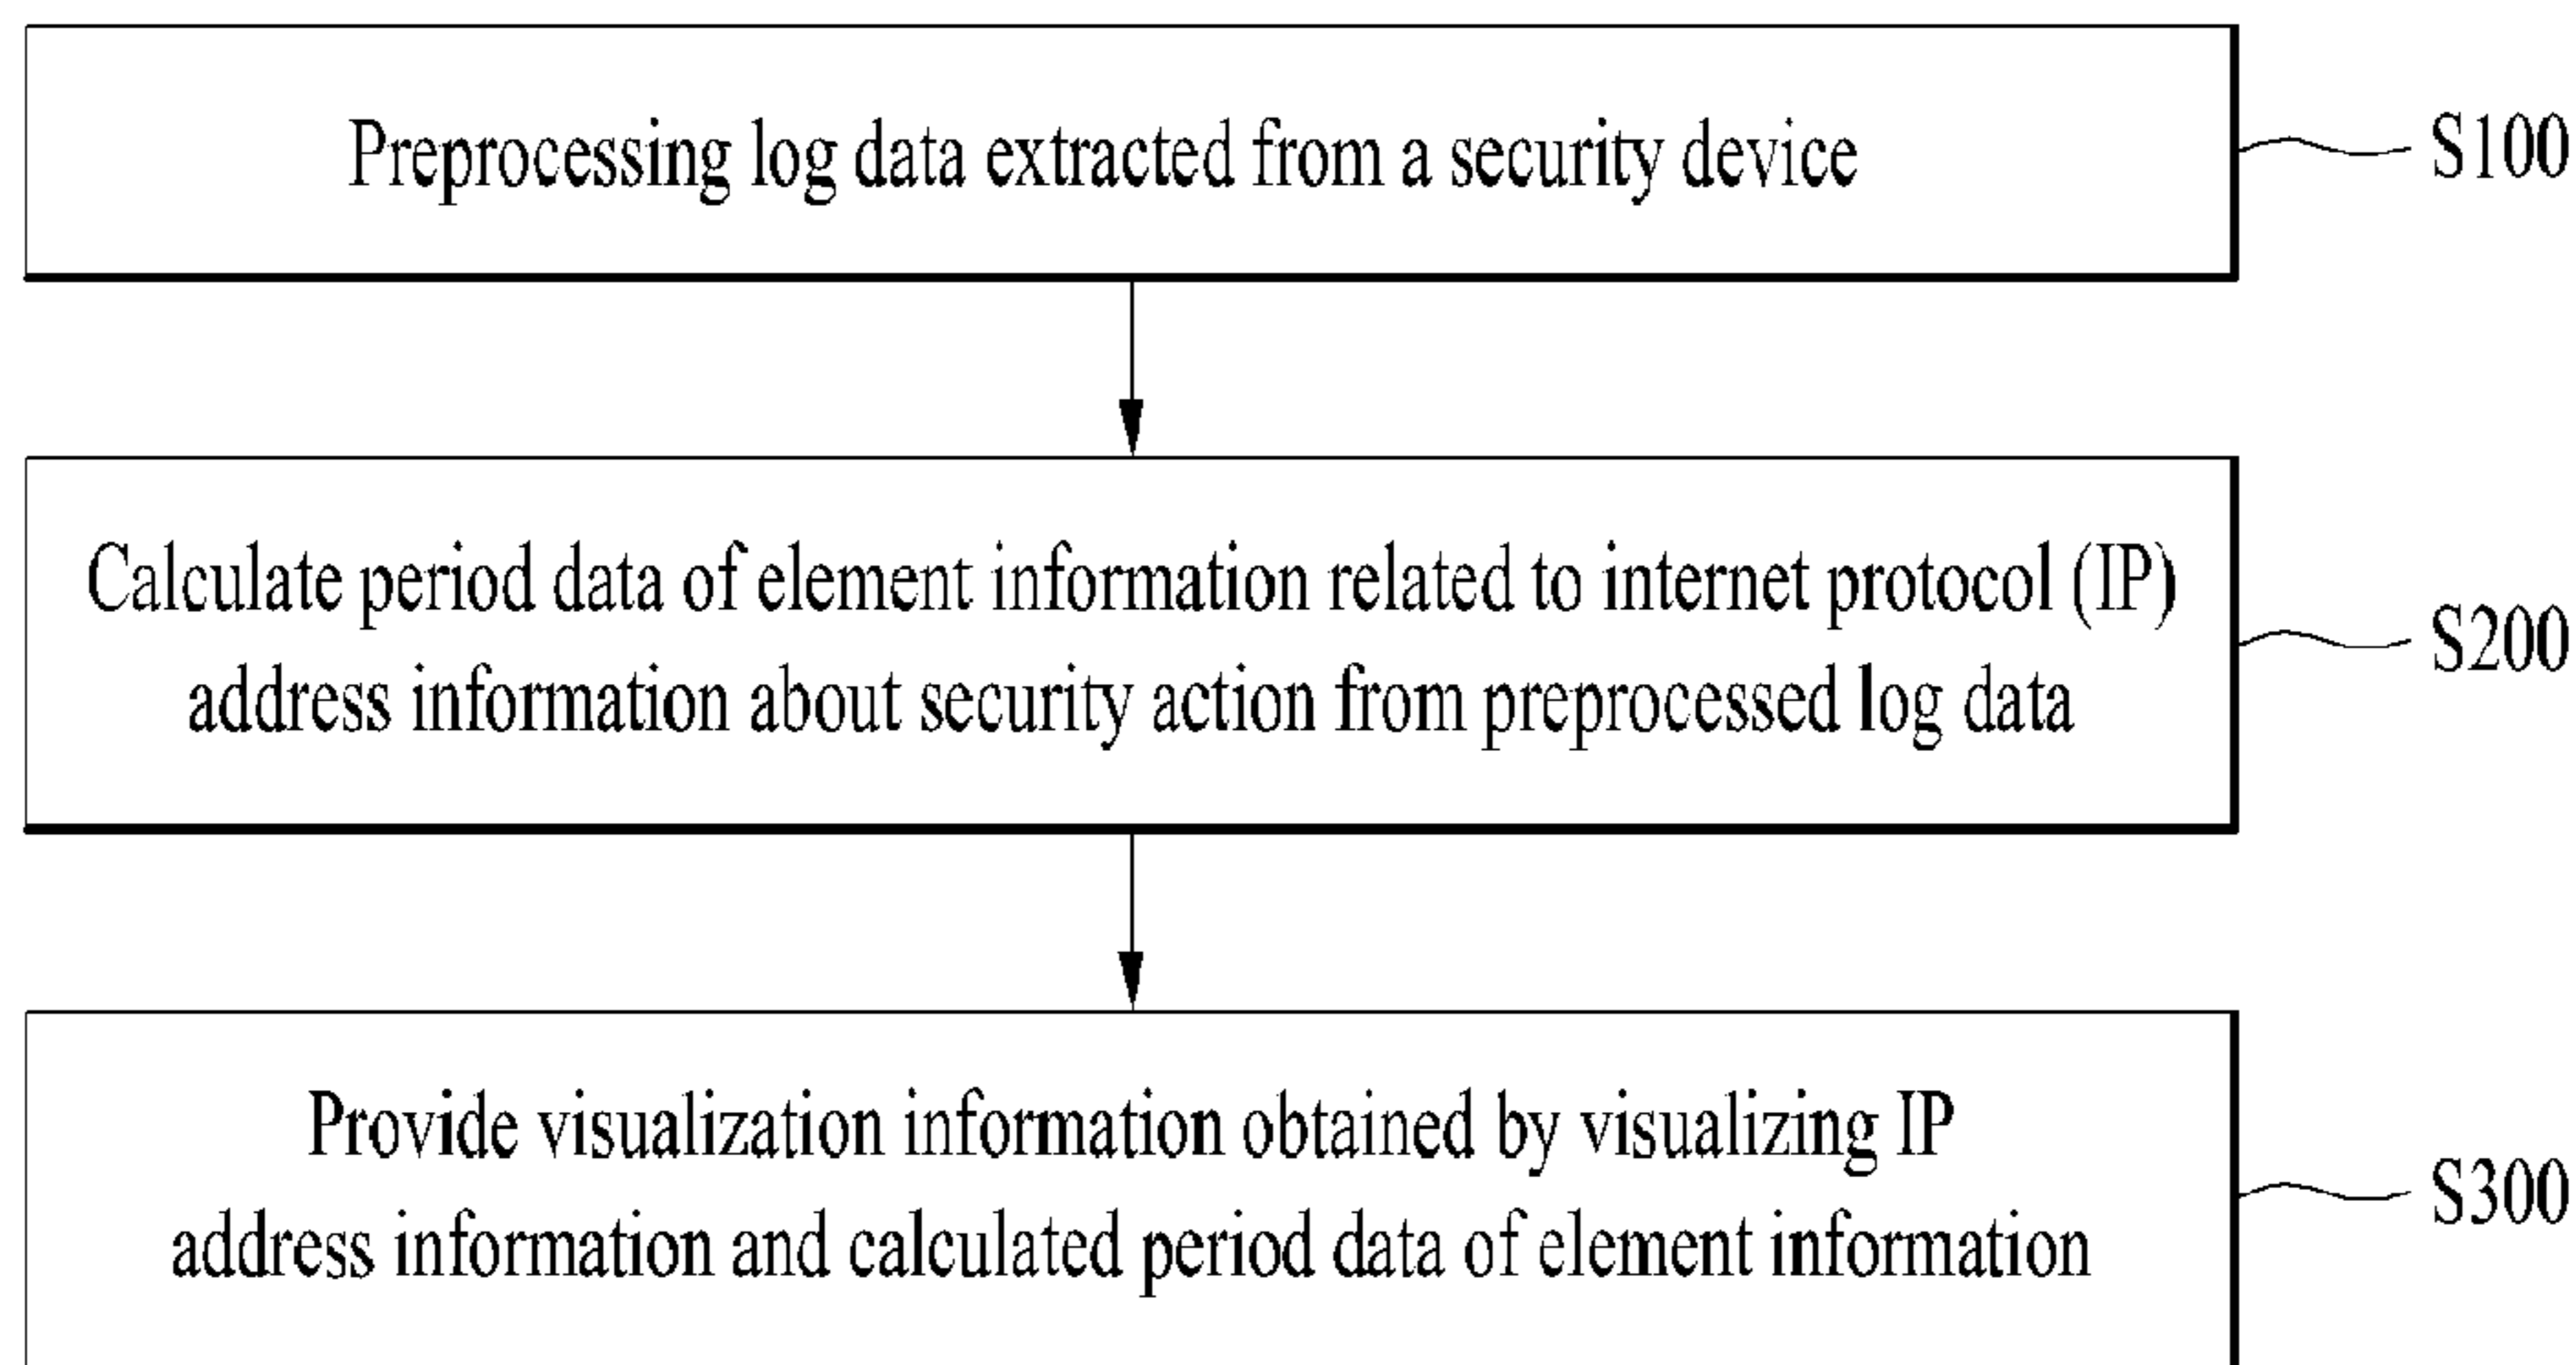 Preprocessing log data extracted from a security device
S100
Calculate period data of element information related to internet protocol (IP)
address information about security action from preprocessed log data
S200
Provide visualization information obtained by visualizing IP
address information and calculated period data of element information
S300